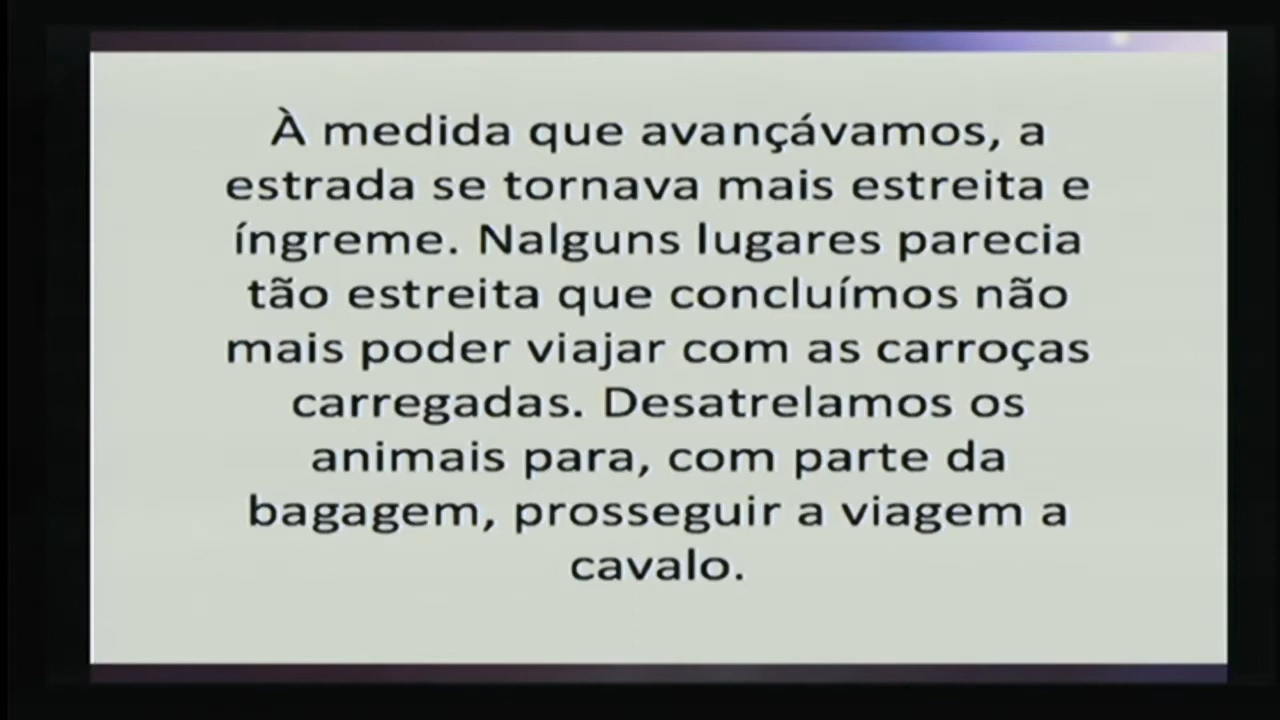 À medida que avançávamos, a
estrada se tornava mais estreita e
íngreme. Nalguns lugares parecia
tão estreita que concluímos não
mais poder viajar com as carroças
carregadas. Desatrelamos os
animais para, com parte da
bagagem, prosseguir a viagem a
cavalo.